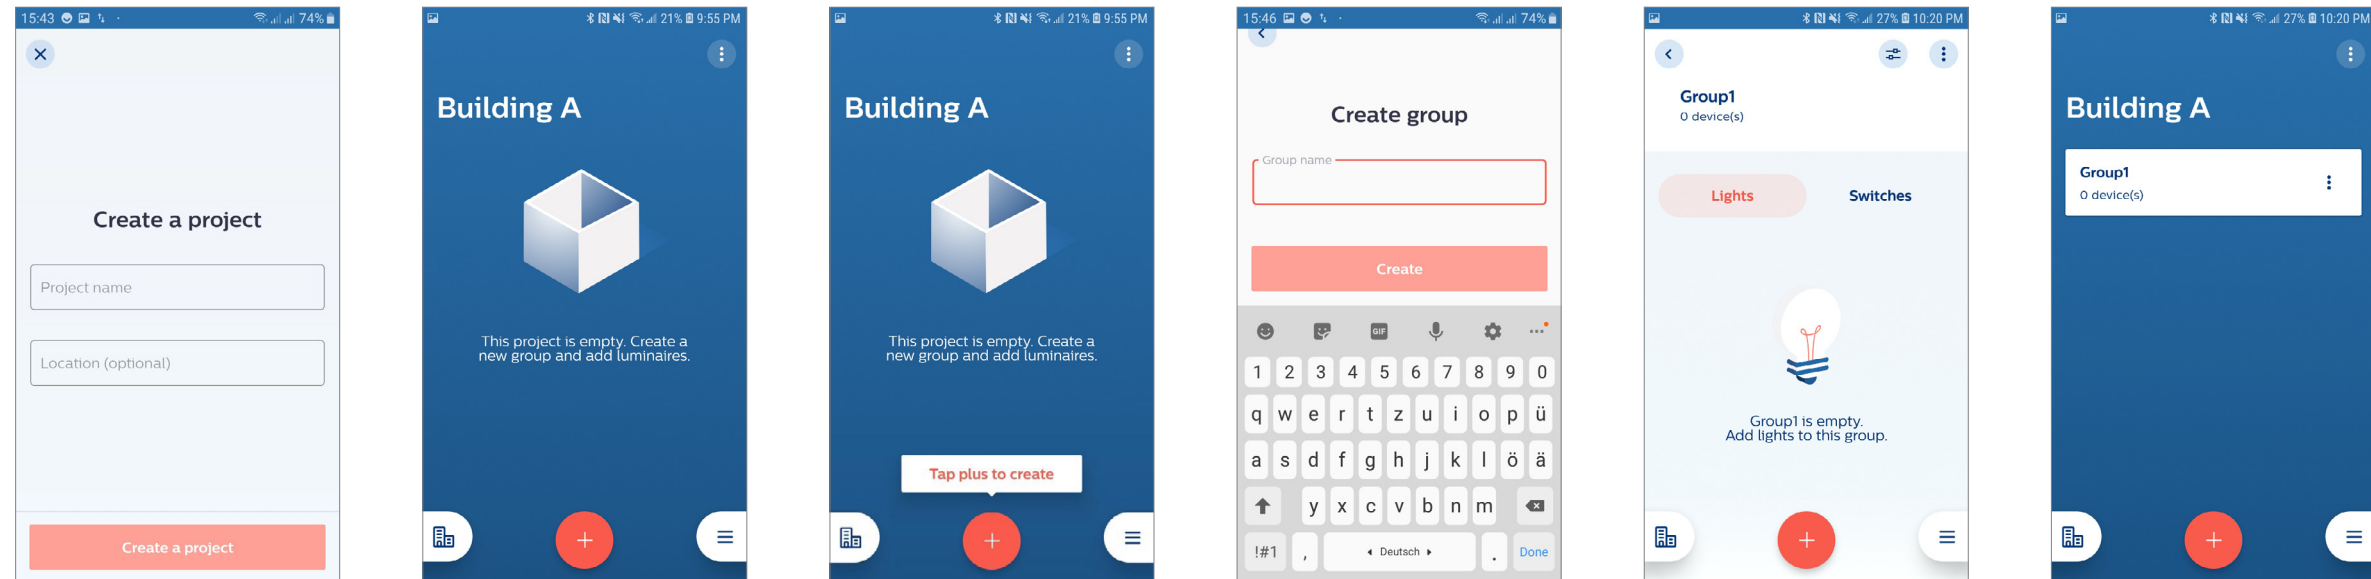 15:43
74%
Create a project
Project name
Location (optional)
Create a project
21% 9:55 PM
Building A
This project is empty. Create a
new group and add luminaires.
21% 9:55 PM
Building A
This project is empty. Create a
new group and add luminaires.
Tap plus to create
15:46
74%
Create group
Group name
Create
GIF
1 2 3 4 5 6 7 8 9 0
q w e r t z u i o p ü
a s d f g h j k l ö ä
y x c v b n m
!#1 , Deutsch . Done
27% 10:20 PM
Group1
0 device(s)
Lights
Switches
Group1 is empty.
Add lights to this group.
27% 10:20 PM
Building A
Group1
0 device(s)